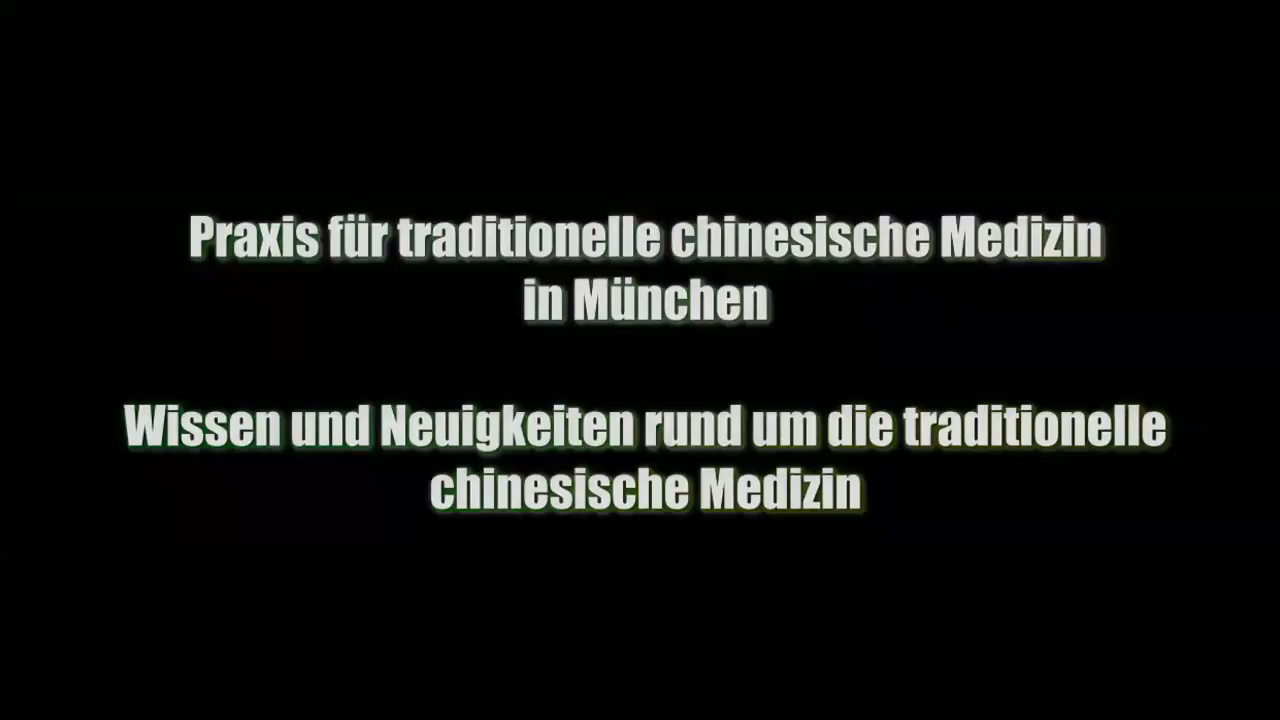 Praxis für traditionelle chinesische Medizin
in München
Wissen und Neuigkeiten rund um die traditionelle
chinesische Medizin